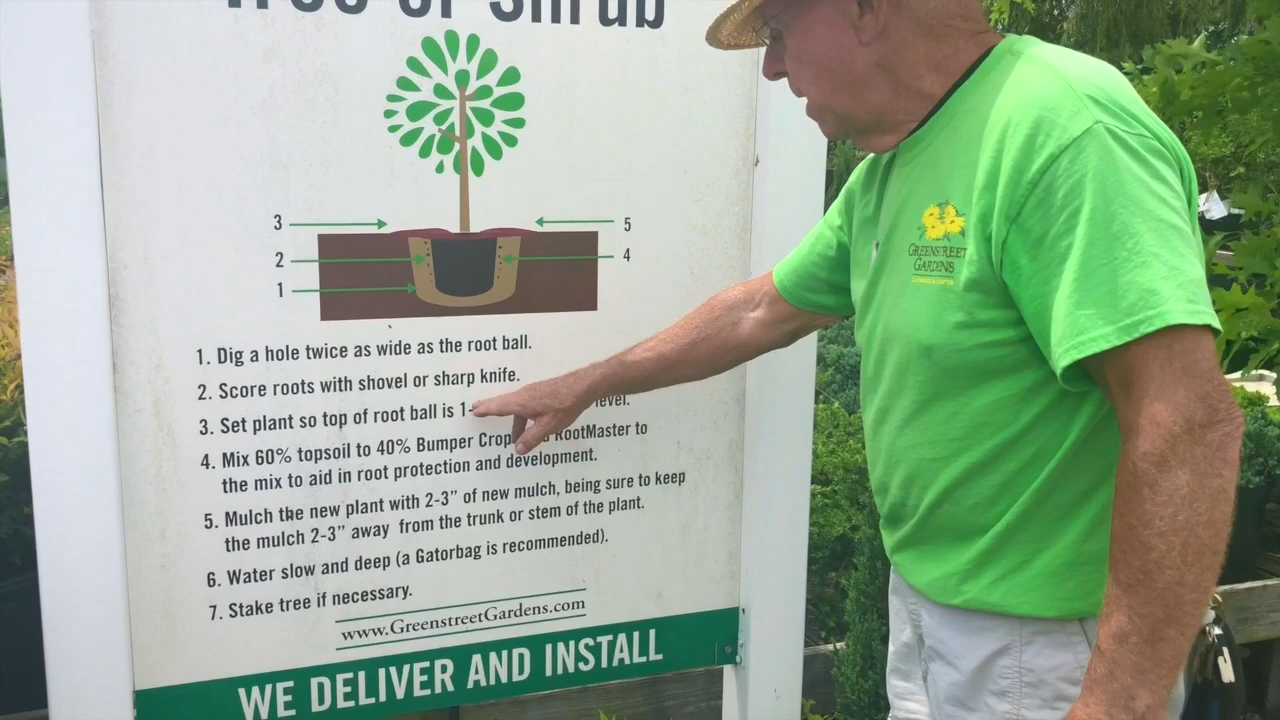 Tree or Shrub
3
5
2
4
1
1. Dig a hole twice as wide as the root ball.
2. Score roots with shovel or sharp knife.
3. Set plant so top of root ball is 1- level.
4. Mix 60% topsoil to 40% Bumper Crop RootMaster to
the mix to aid in root protection and development.
5. Mulch the new plant with 2-3” of new mulch, being sure to keep
the mulch 2-3” away from the trunk or stem of the plant.
6. Water slow and deep (a Gatorbag is recommended).
7. Stake tree if necessary.
www.GreenstreetGardens.com
WE DELIVER AND INSTALL
GREENSTREET
GARDENS